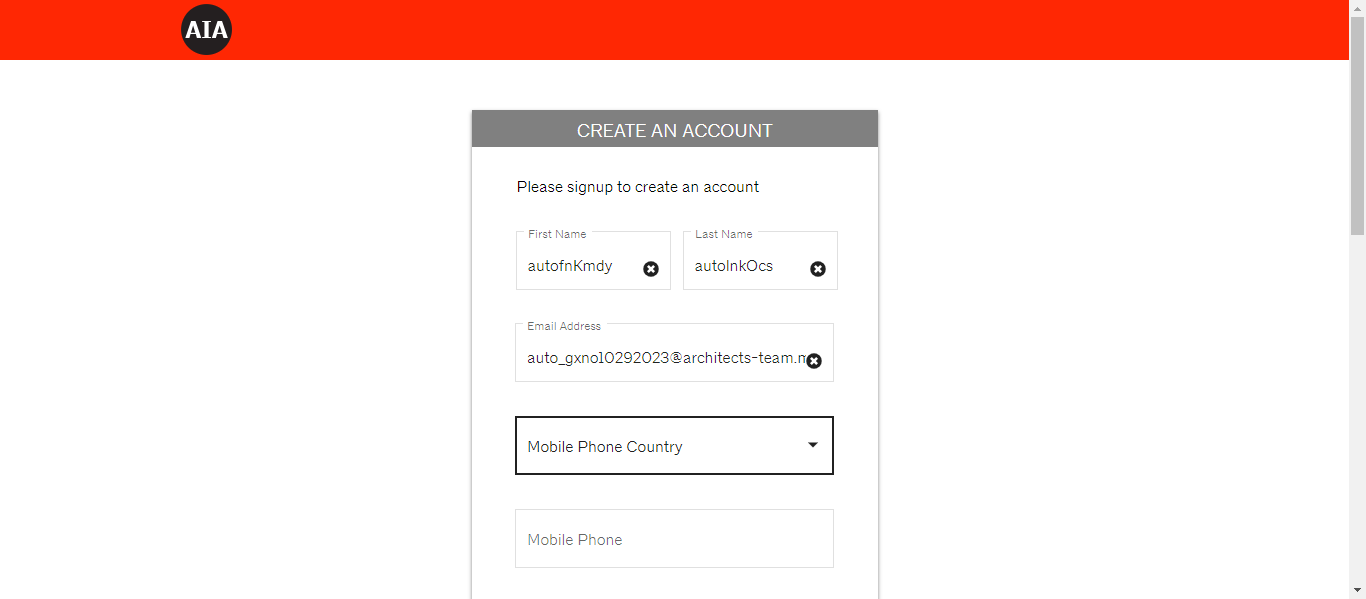 AIA
CREATE AN ACCOUNT
Please signup to create an account
First Name
Last Name
autofnKmdy
autolnkOcs
Email Address
auto_gxno10292023@architects-team.m
Mobile Phone Country
Mobile Phone